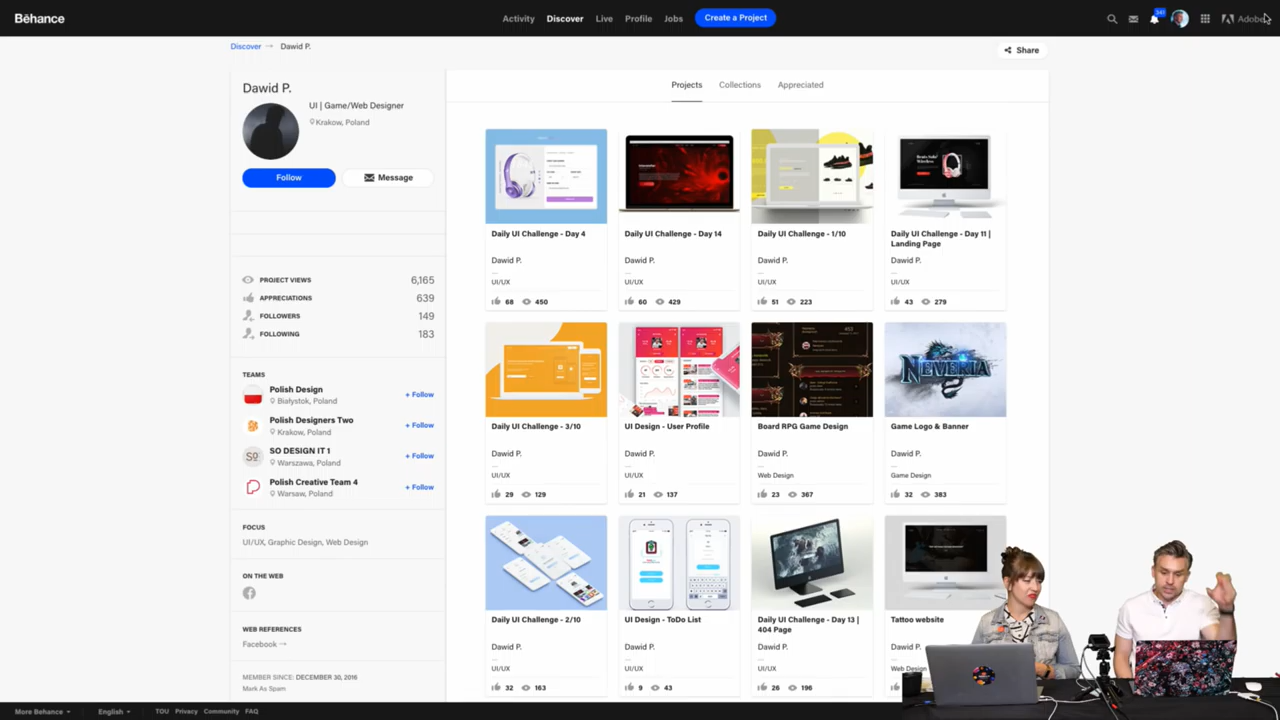 Bēhance
Activity Discover Live Profile Jobs Create a Project
341
Adobe
Discover → Dawid P.
Share
Dawid P.
UI | Game/Web Designer
Krakow, Poland
Follow Message
PROJECT VIEWS 6,165
APPRECIATIONS 639
FOLLOWERS 149
FOLLOWING 183
TEAMS
Polish Design
Białystok, Poland
+ Follow
Polish Designers Two
Krakow, Poland
+ Follow
SO DESIGN IT 1
Warszawa, Poland
+ Follow
Polish Creative Team 4
Warsaw, Poland
+ Follow
FOCUS
UI/UX, Graphic Design, Web Design
ON THE WEB
WEB REFERENCES
Facebook →
MEMBER SINCE: DECEMBER 30, 2016
Mark As Spam
Projects Collections Appreciated
Daily UI Challenge - Day 4
Dawid P.
UI/UX
68 450
Daily UI Challenge - Day 14
Dawid P.
UI/UX
60 429
Daily UI Challenge - 1/10
Dawid P.
UI/UX
51 223
Daily UI Challenge - Day 11 |
Landing Page
Dawid P.
UI/UX
43 279
Daily UI Challenge - 3/10
Dawid P.
UI/UX
29 129
UI Design - User Profile
Dawid P.
UI/UX
21 137
Board RPG Game Design
Dawid P.
Web Design
23 367
NEVERIA
Game Logo & Banner
Dawid P.
Game Design
32 383
Daily UI Challenge - 2/10
Dawid P.
UI/UX
32 163
UI Design - ToDo List
Dawid P.
UI/UX
9 43
Daily UI Challenge - Day 13 |
404 Page
Dawid P.
UI/UX
26 196
Tattoo website
Dawid P.
Web Design
More Behance English TOU Privacy Community FAQ